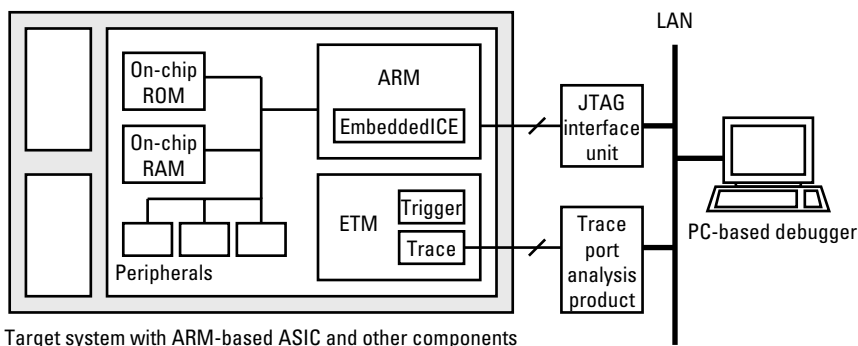 LAN
On-chip
ROM
ARM
EmbeddedICE
JTAG
interface
unit
On-chip
RAM
ETM
Trigger
Trace
Trace
port
analysis
product
PC-based debugger
Peripherals
Target system with ARM-based ASIC and other components